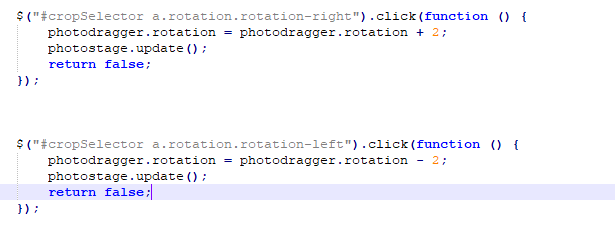 $("#cropSelector a.rotation.rotation-right").click(function () {
    photodragger.rotation = photodragger.rotation + 2;
    photostage.update();
    return false;
});
$("#cropSelector a.rotation.rotation-left").click(function () {
    photodragger.rotation = photodragger.rotation - 2;
    photostage.update();
    return false;
});